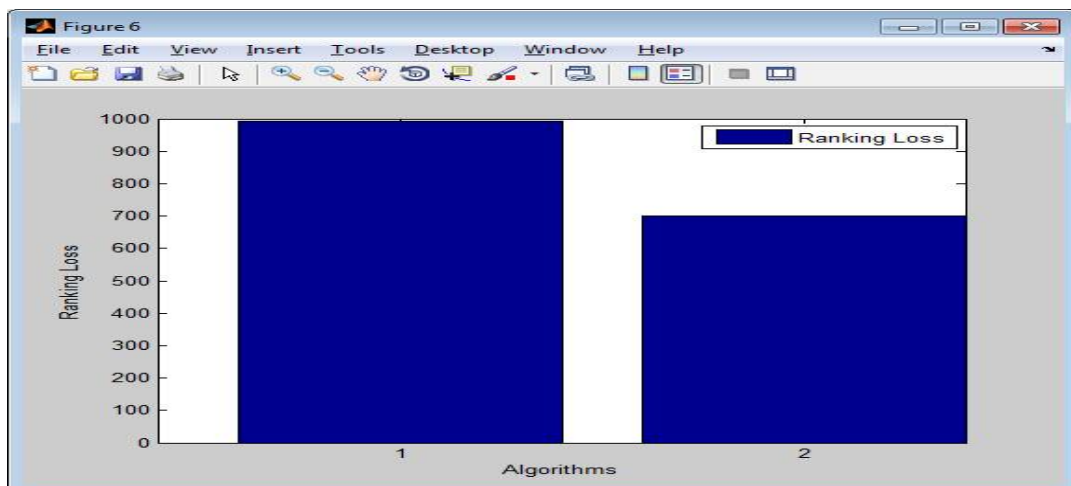 Figure 6
File Edit View Insert Tools Desktop Window Help
1000
900
800
700
600
500
400
300
200
100
0
Ranking Loss
Ranking Loss
1 2
Algorithms